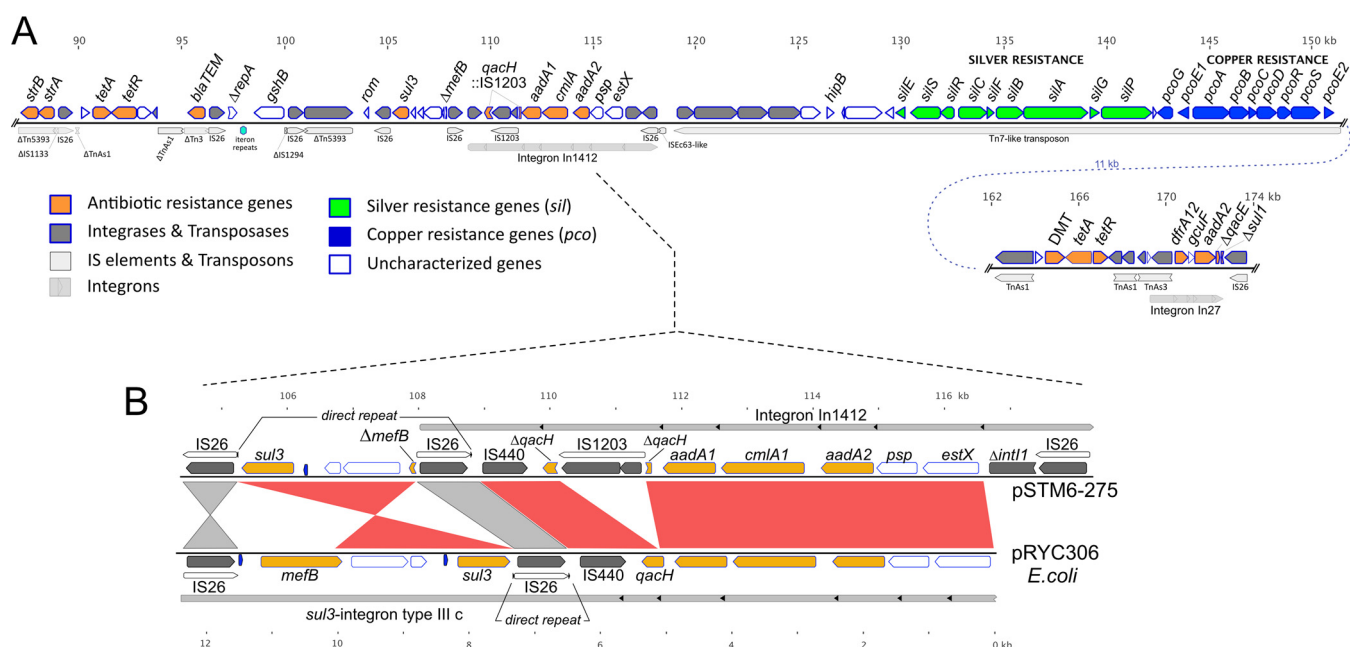 A
90 95 100 105 110 115 120 125 130 135 140 145 150 kb
SILVER RESISTANCE COPPER RESISTANCE
strB strA tetA tetR blaTEM ΔrepA gshB rom sul3 ΔmefB qacH ::IS1203 aadA1 cmlA aadA2 psp estX hipB silE silS silR silC silF silB silA silG silP pcoG pcoE1 pcoA pcoB pcoC pcoD pcoR pcoS pcoE2
ΔTn5393 IS26 ΔTnAs1 ΔTn3 IS26 ΔIS1294 ΔTn5393 IS26 IS26 IS1203 IS26 Tn7-like transposon
ΔIS1133 ΔTnAs1 iteron repeats Integron In1412 ISEc63-like
11 kb
Antibiotic resistance genes
Integrases & Transposases
IS elements & Transposons
Integrons
Silver resistance genes (sil)
Copper resistance genes (pco)
Uncharacterized genes
162 166 170 174 kb
DMT tetA tetR dfrA12 gcuF aadA2 ΔqacE Δsul1
TnAs1 TnAs1 TnAs3 IS26
Integron In27
B
106 108 110 112 114 116 kb
direct repeat Integron In1412
IS26 ΔmefB IS26 ΔqacH IS1203 ΔqacH IS26
sul3 IS440 aadA1 cmlA1 aadA2 psp estX ΔintI1
pSTM6-275
pRYC306
E.coli
mefB sul3 IS440 qacH
IS26 IS26
sul3-integron type III c direct repeat
12 10 8 6 4 2 0 kb